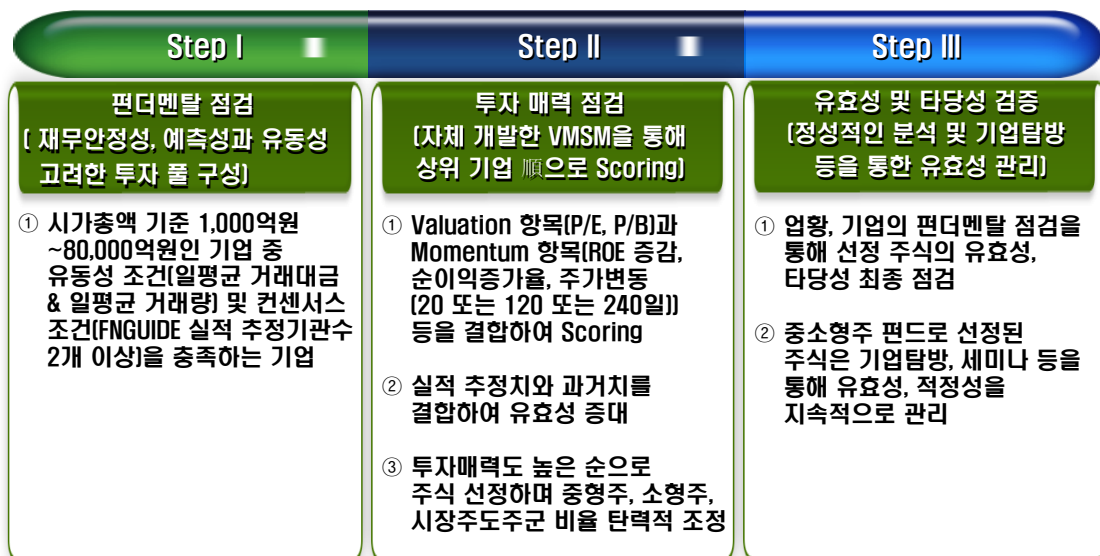 Step I
Step II
Step III
펀더멘탈 점검
( 재무안정성, 예측성과 유동성
고려한 투자 풀 구성)
① 시가총액 기준 1,000억원
~80,000억원인 기업 중
유동성 조건(일평균 거래대금
& 일평균 거래량) 및 컨센서스
조건(FNGUIDE 실적 추정기관수
2개 이상)을 충족하는 기업
투자 매력 점검
(자체 개발한 VMSM을 통해
상위 기업 順으로 Scoring)
① Valuation 항목(P/E, P/B)과
Momentum 항목(ROE 증감,
순이익증가율, 주가변동
(20 또는 120 또는 240일))
등을 결합하여 Scoring
② 실적 추정치와 과거치를
결합하여 유효성 증대
③ 투자매력도 높은 순으로
주식 선정하며 중형주, 소형주,
시장주도주군 비율 탄력적 조정
유효성 및 타당성 검증
(정성적인 분석 및 기업탐방
등을 통한 유효성 관리)
① 업황, 기업의 펀더멘탈 점검을
통해 선정 주식의 유효성,
타당성 최종 점검
② 중소형주 펀드로 선정된
주식은 기업탐방, 세미나 등을
통해 유효성, 적정성을
지속적으로 관리